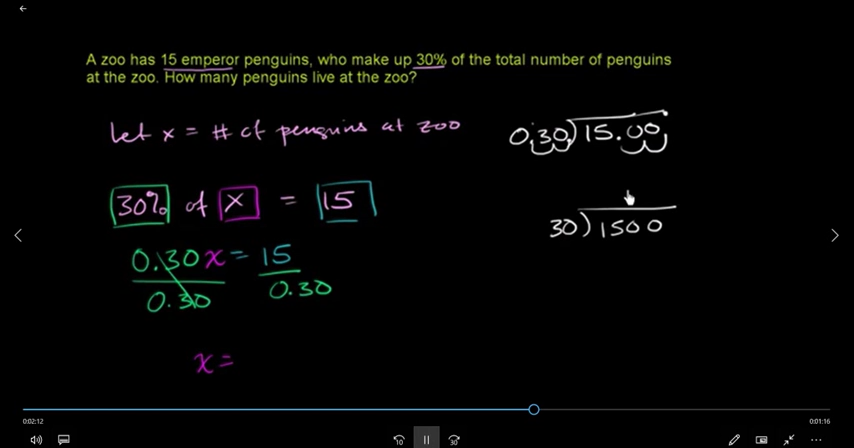 A zoo has 15 emperor penguins, who make up 30% of the total number of penguins
at the zoo. How many penguins live at the zoo?
Let x = # of penguins at zoo
0.30)15.00
30% of x = 15
30)1500
0.30x = 15
0.30 0.30
x =
0:02:12 0:01:16
10 30